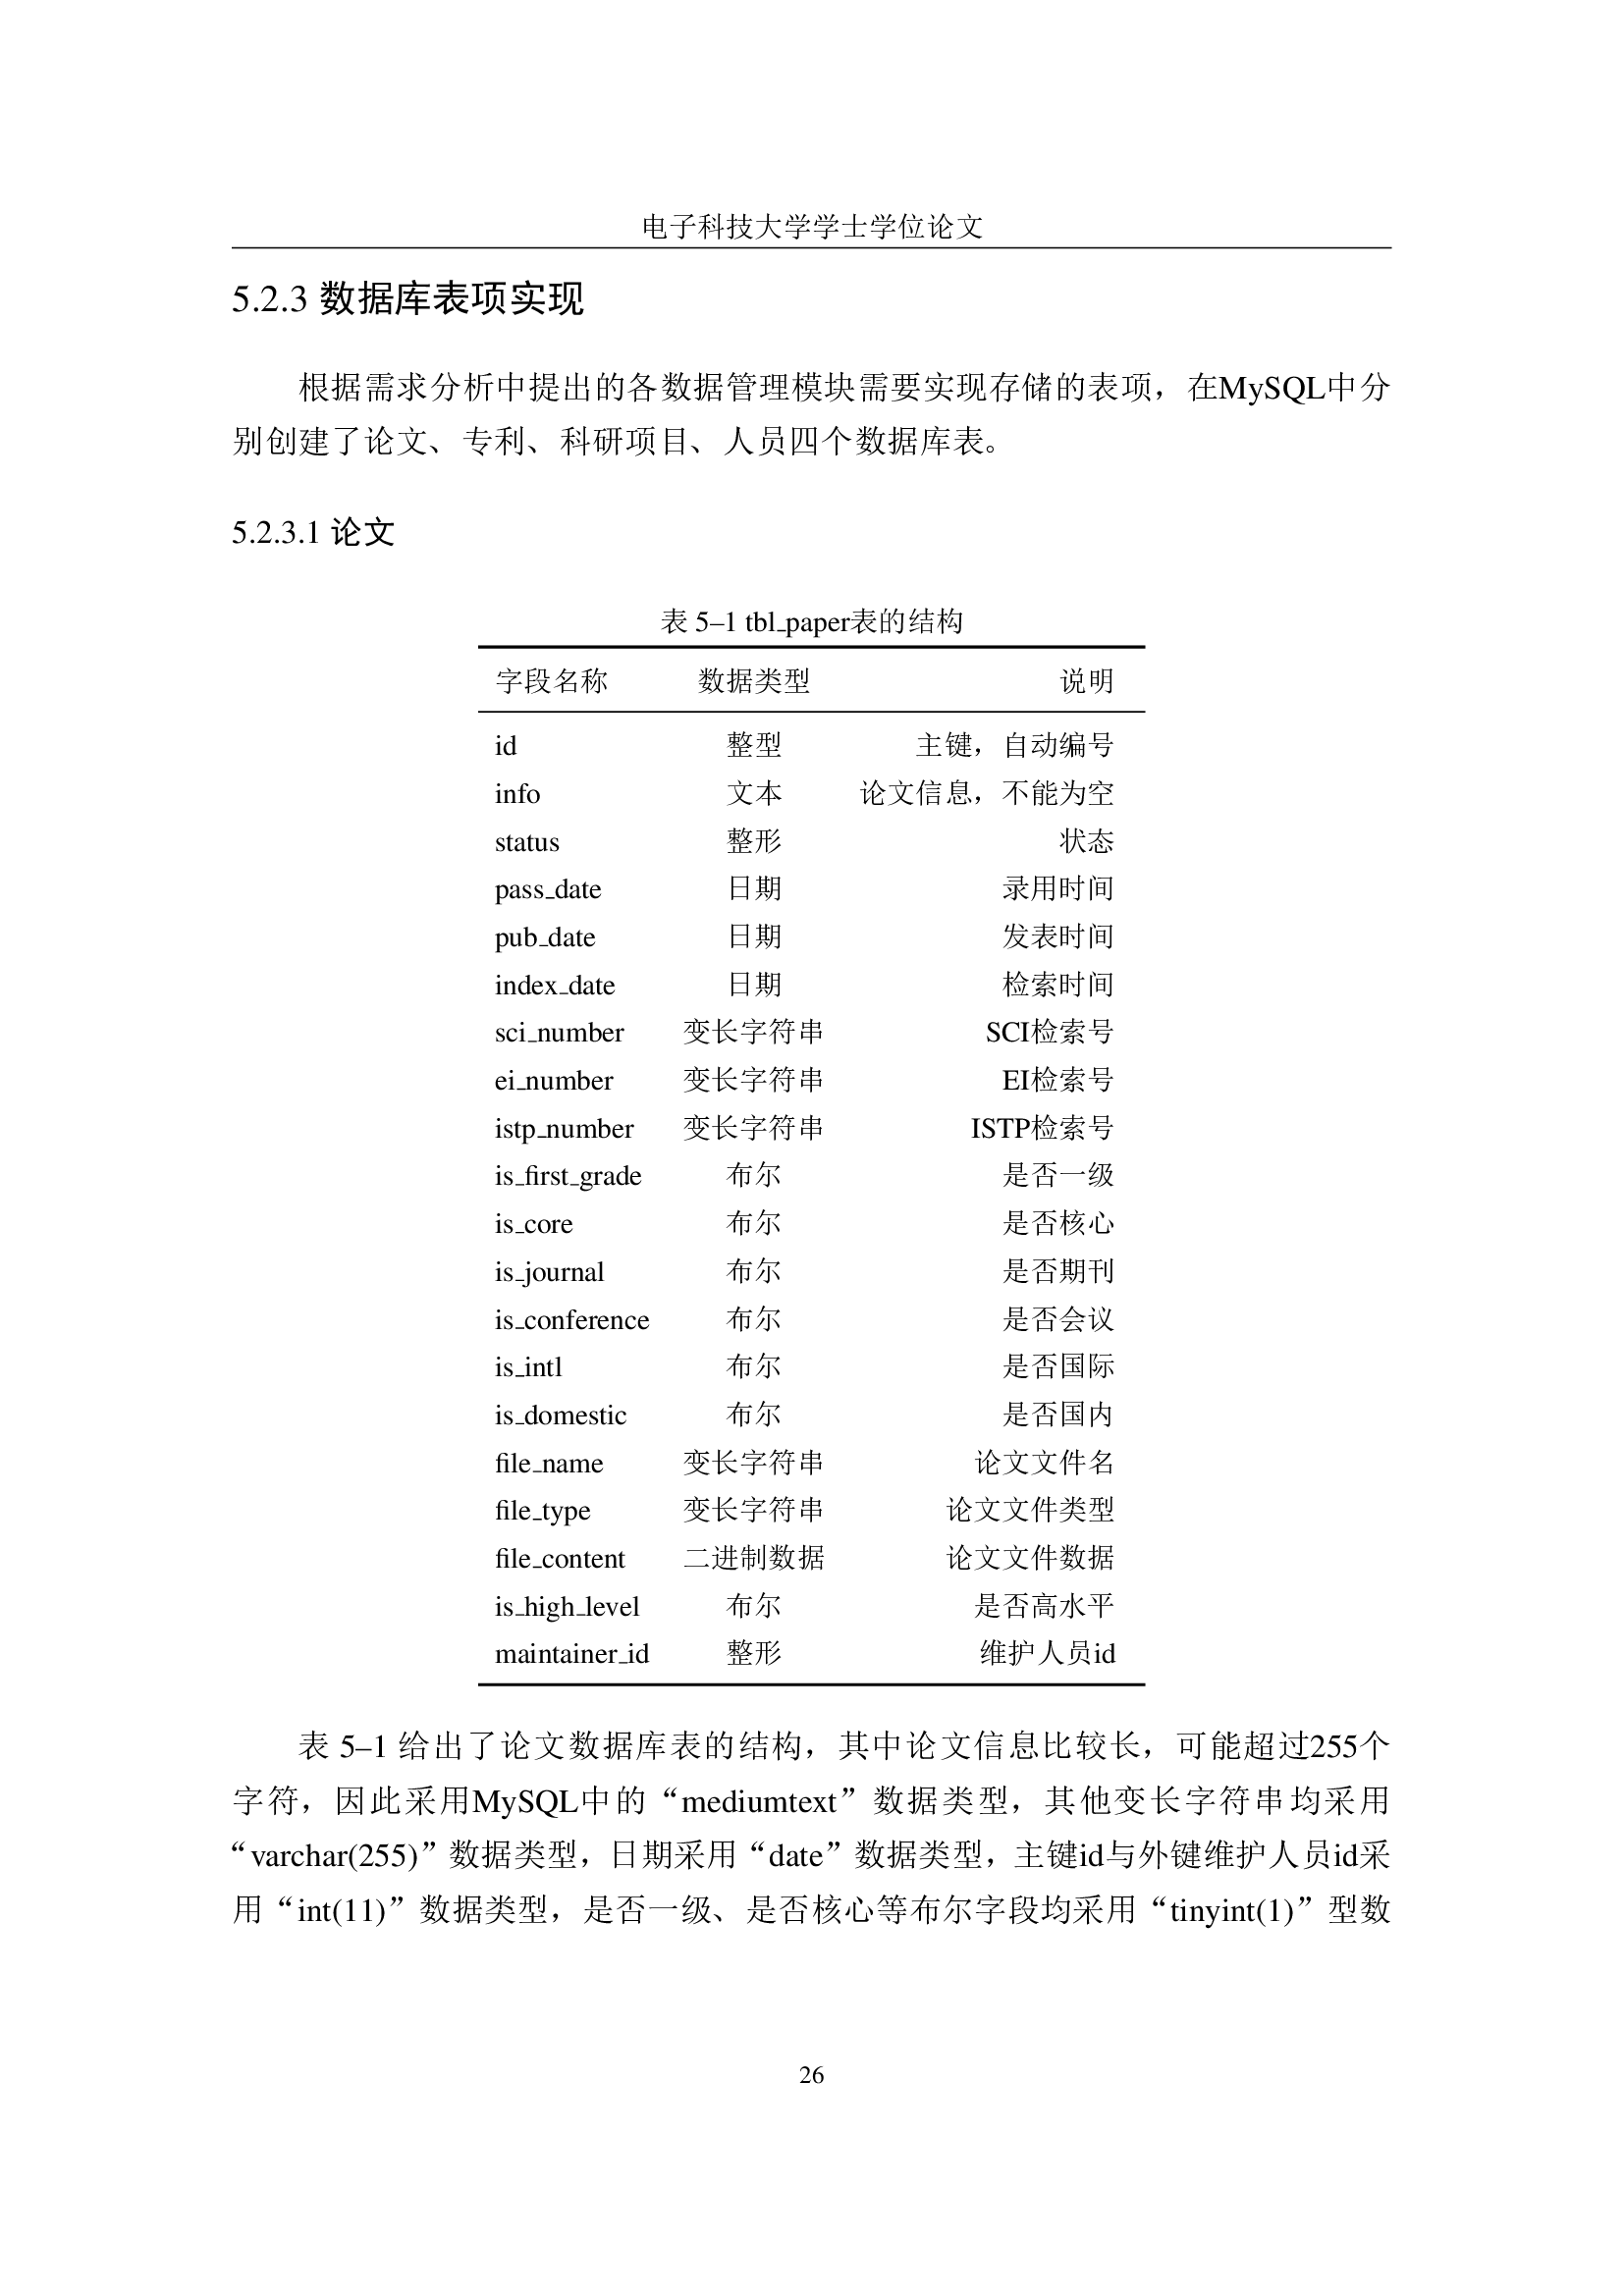 电子科技大学学士学位论文
5.2.3 数据库表项实现
根据需求分析中提出的各数据管理模块需要实现存储的表项，在MySQL中分
别创建了论文、专利、科研项目、人员四个数据库表。
5.2.3.1 论文
表 5–1 tbl_paper表的结构
字段名称 数据类型 说明
id 整型 主键，自动编号
info 文本 论文信息，不能为空
status 整形 状态
pass_date 日期 录用时间
pub_date 日期 发表时间
index_date 日期 检索时间
sci_number 变长字符串 SCI检索号
ei_number 变长字符串 EI检索号
istp_number 变长字符串 ISTP检索号
is_first_grade 布尔 是否一级
is_core 布尔 是否核心
is_journal 布尔 是否期刊
is_conference 布尔 是否会议
is_intl 布尔 是否国际
is_domestic 布尔 是否国内
file_name 变长字符串 论文文件名
file_type 变长字符串 论文文件类型
file_content 二进制数据 论文文件数据
is_high_level 布尔 是否高水平
maintainer_id 整形 维护人员id
表 5–1 给出了论文数据库表的结构，其中论文信息比较长，可能超过255个
字符，因此采用MySQL中的“mediumtext”数据类型，其他变长字符串均采用
“varchar(255)”数据类型，日期采用“date”数据类型，主键id与外键维护人员id采
用“int(11)”数据类型，是否一级、是否核心等布尔字段均采用“tinyint(1)”型数
26